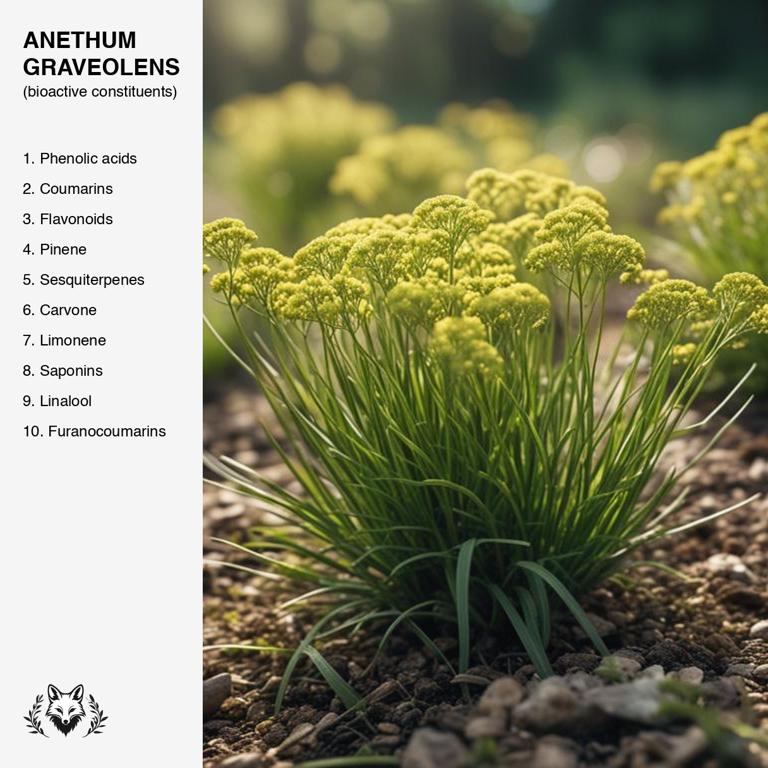 ANETHUM
GRAVEOLENS
(bioactive constituents)
1. Phenolic acids
2. Coumarins
3. Flavonoids
4. Pinene
5. Sesquiterpenes
6. Carvone
7. Limonene
8. Saponins
9. Linalool
10. Furanocoumarins